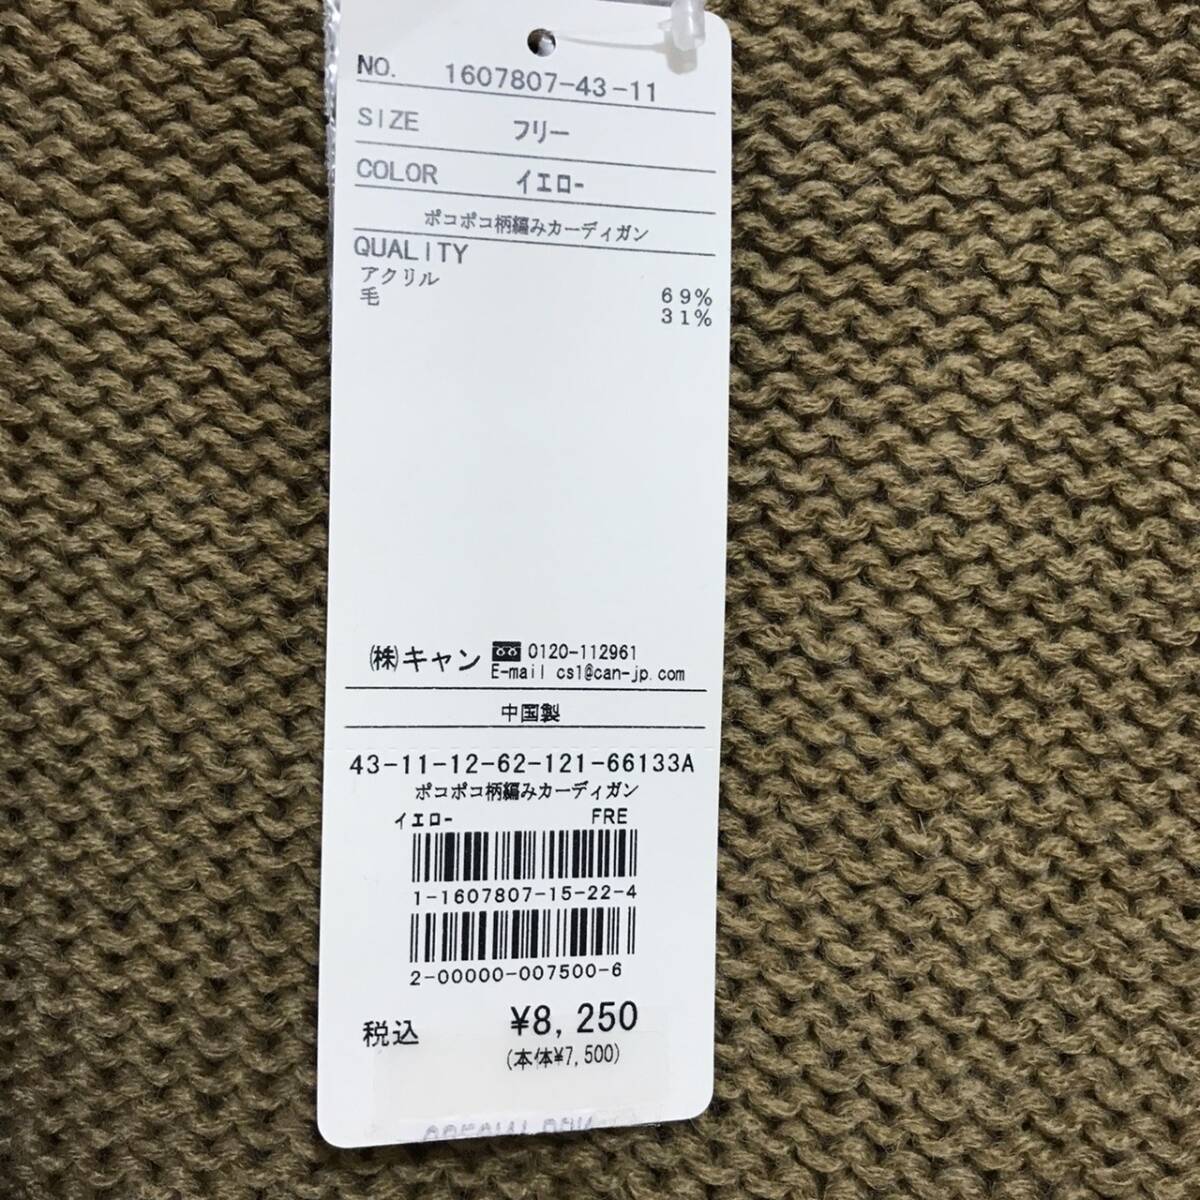 NO. 1607807-43-11
SIZE フリー
COLOR イエロー
ポコポコ柄編みカーディガン
QUALITY
アクリル 69%
毛 31%
(株)キャン 0120-112961
E-mail cs1@can-jp.com
中国製
43-11-12-62-121-66133A
ポコポコ柄編みカーディガン
イエロー FRE
1-1607807-15-22-4
2-00000-007500-6
税込 ¥8,250
(本体¥7,500)